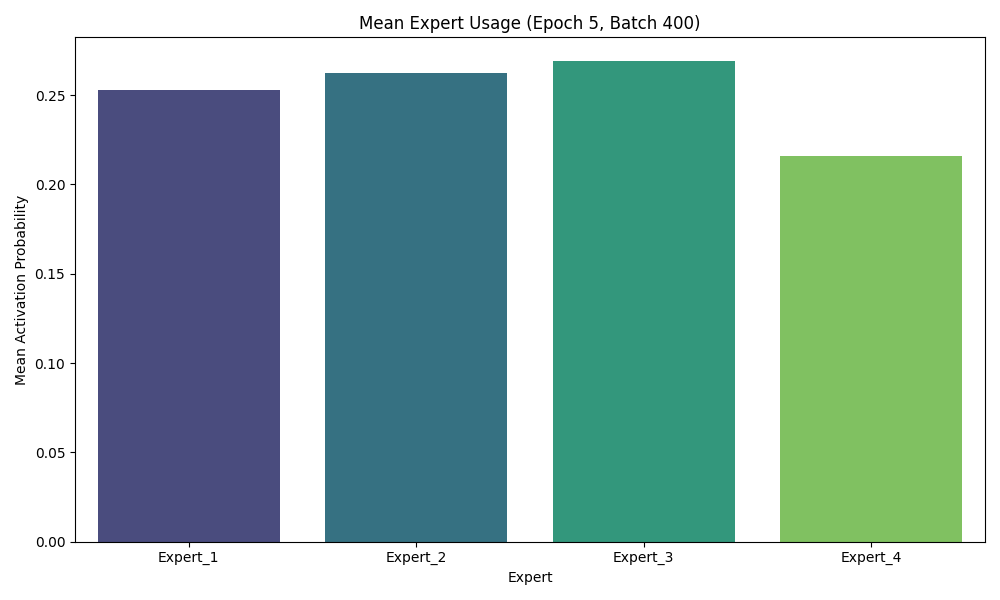 Mean Expert Usage (Epoch 5, Batch 400)
Mean Activation Probability
0.25
0.20
0.15
0.10
0.05
0.00
Expert_1
Expert_2
Expert_3
Expert_4
Expert